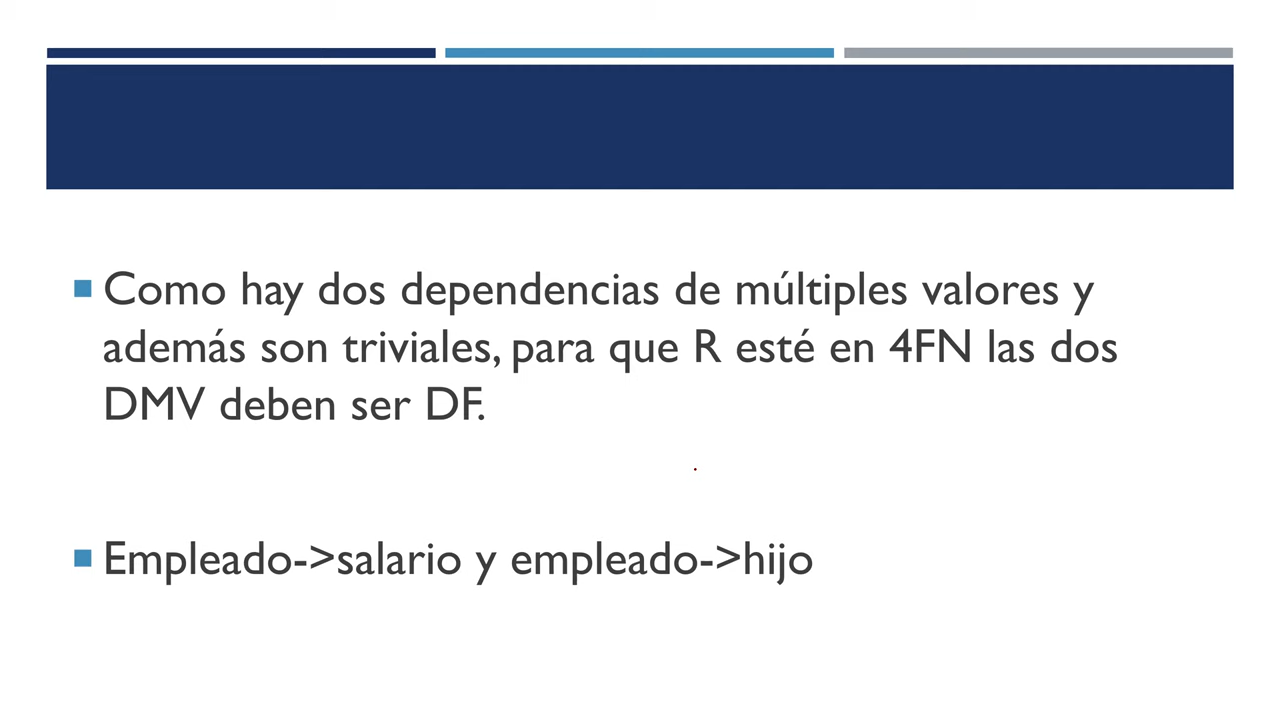 Como hay dos dependencias de múltiples valores y
además son triviales, para que R esté en 4FN las dos
DMV deben ser DF.
Empleado->salario y empleado->hijo